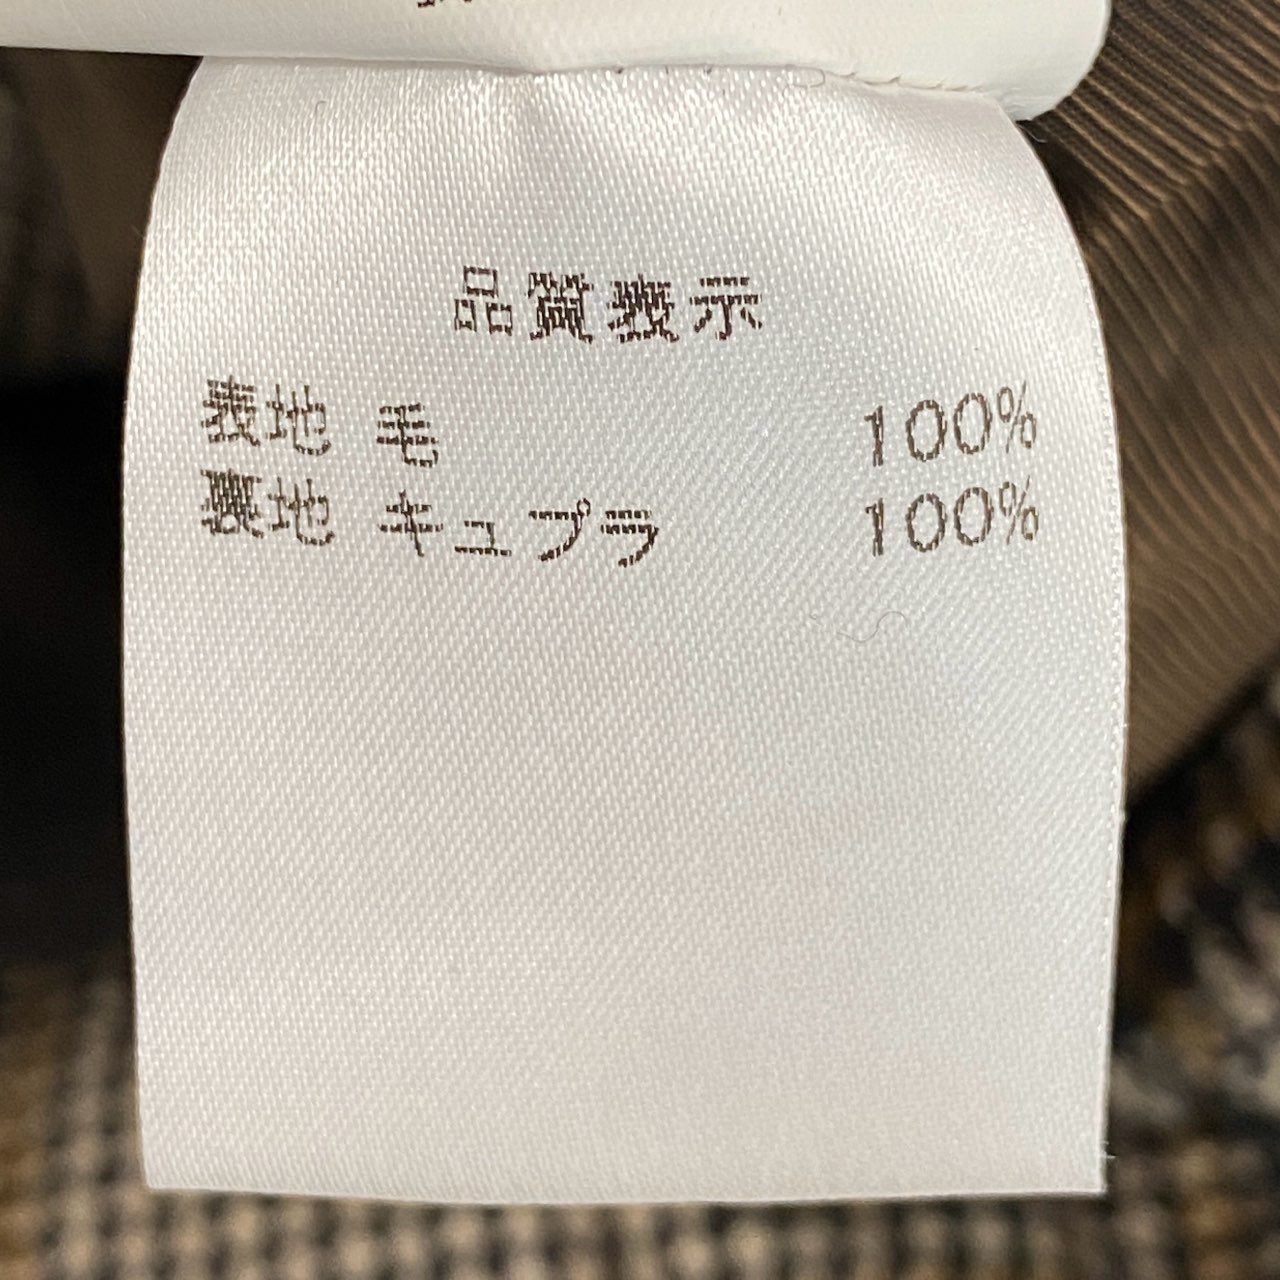 品質表示
表地 毛 100%
裏地 キュプラ 100%